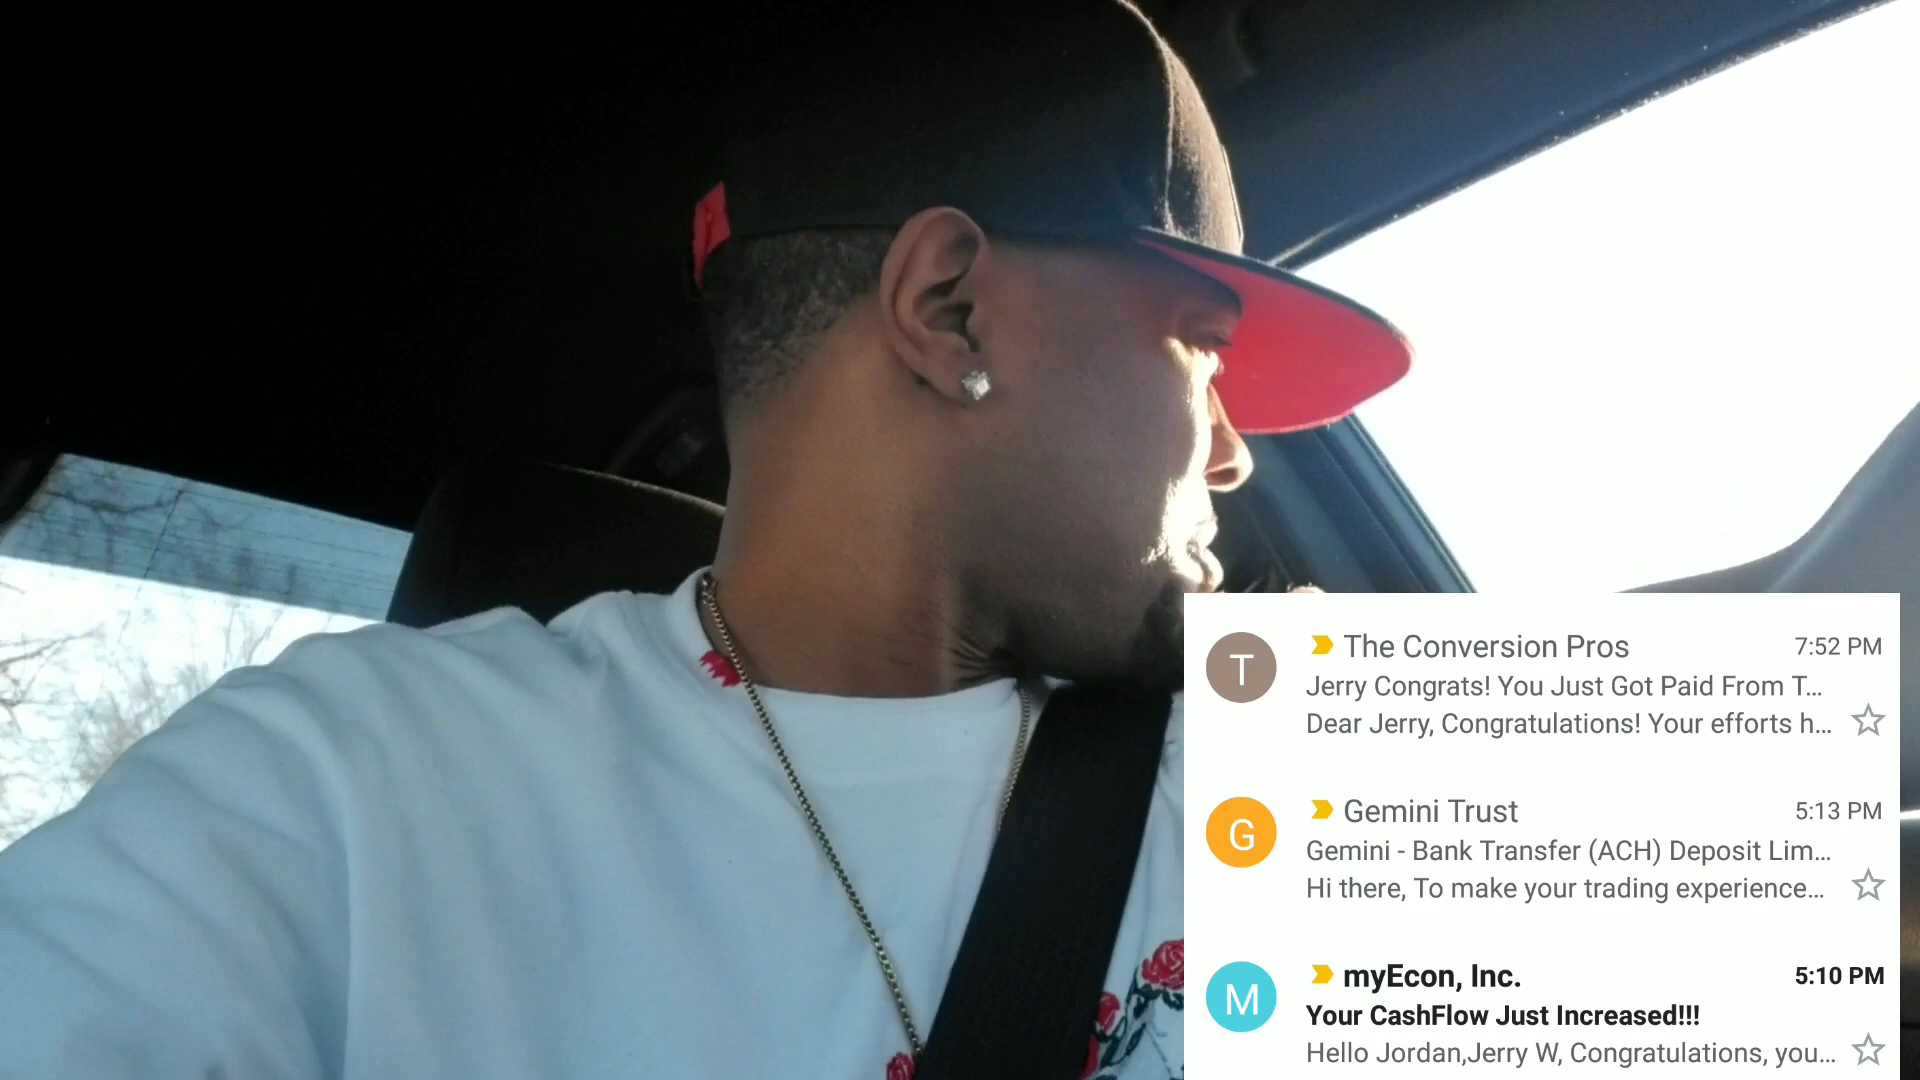 T
The Conversion Pros
7:52 PM
Jerry Congrats! You Just Got Paid From T...
Dear Jerry, Congratulations! Your efforts h...
G
Gemini Trust
5:13 PM
Gemini - Bank Transfer (ACH) Deposit Lim...
Hi there, To make your trading experience...
M
myEcon, Inc.
5:10 PM
Your CashFlow Just Increased!!!
Hello Jordan,Jerry W, Congratulations, you...